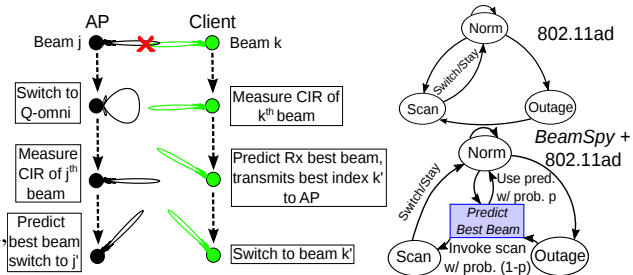 AP
Client
Beam j
Beam k
Switch to
Q-omni
Measure CIR of
kth beam
Measure
CIR of jth
beam
Predict Rx best beam,
transmits best index k'
to AP
Predict
best beam
switch to j'
Switch to beam k'
Norm
802.11ad
Switch/Stay
Scan
Outage
BeamSpy +
802.11ad
Norm
Switch/Stay
Use pred.
w/ prob. p
Predict
Best Beam
Scan
Invoke scan
w/ prob. (1-p)
Outage